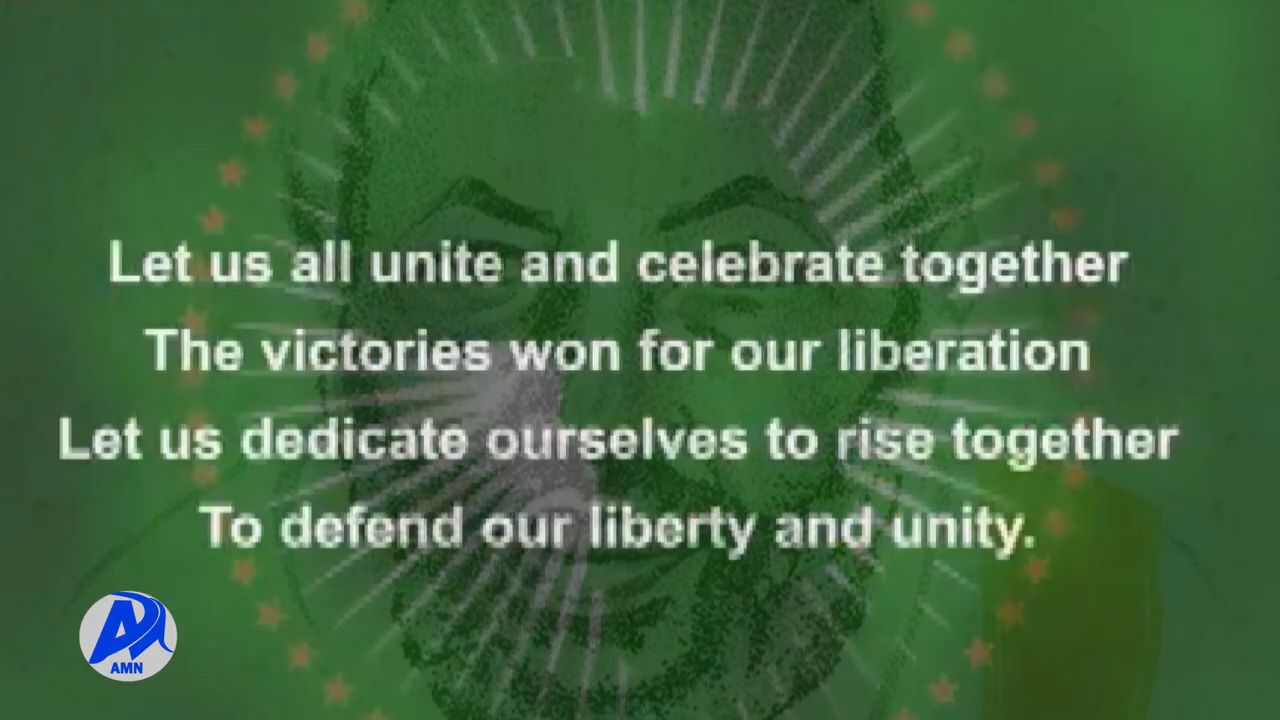 Let us all unite and celebrate together
The victories won for our liberation
Let us dedicate ourselves to rise together
To defend our liberty and unity.
AMN